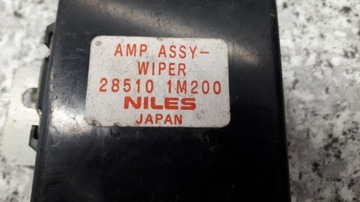 AMP ASSY-
WIPER
28510 1M200
NILES
JAPAN